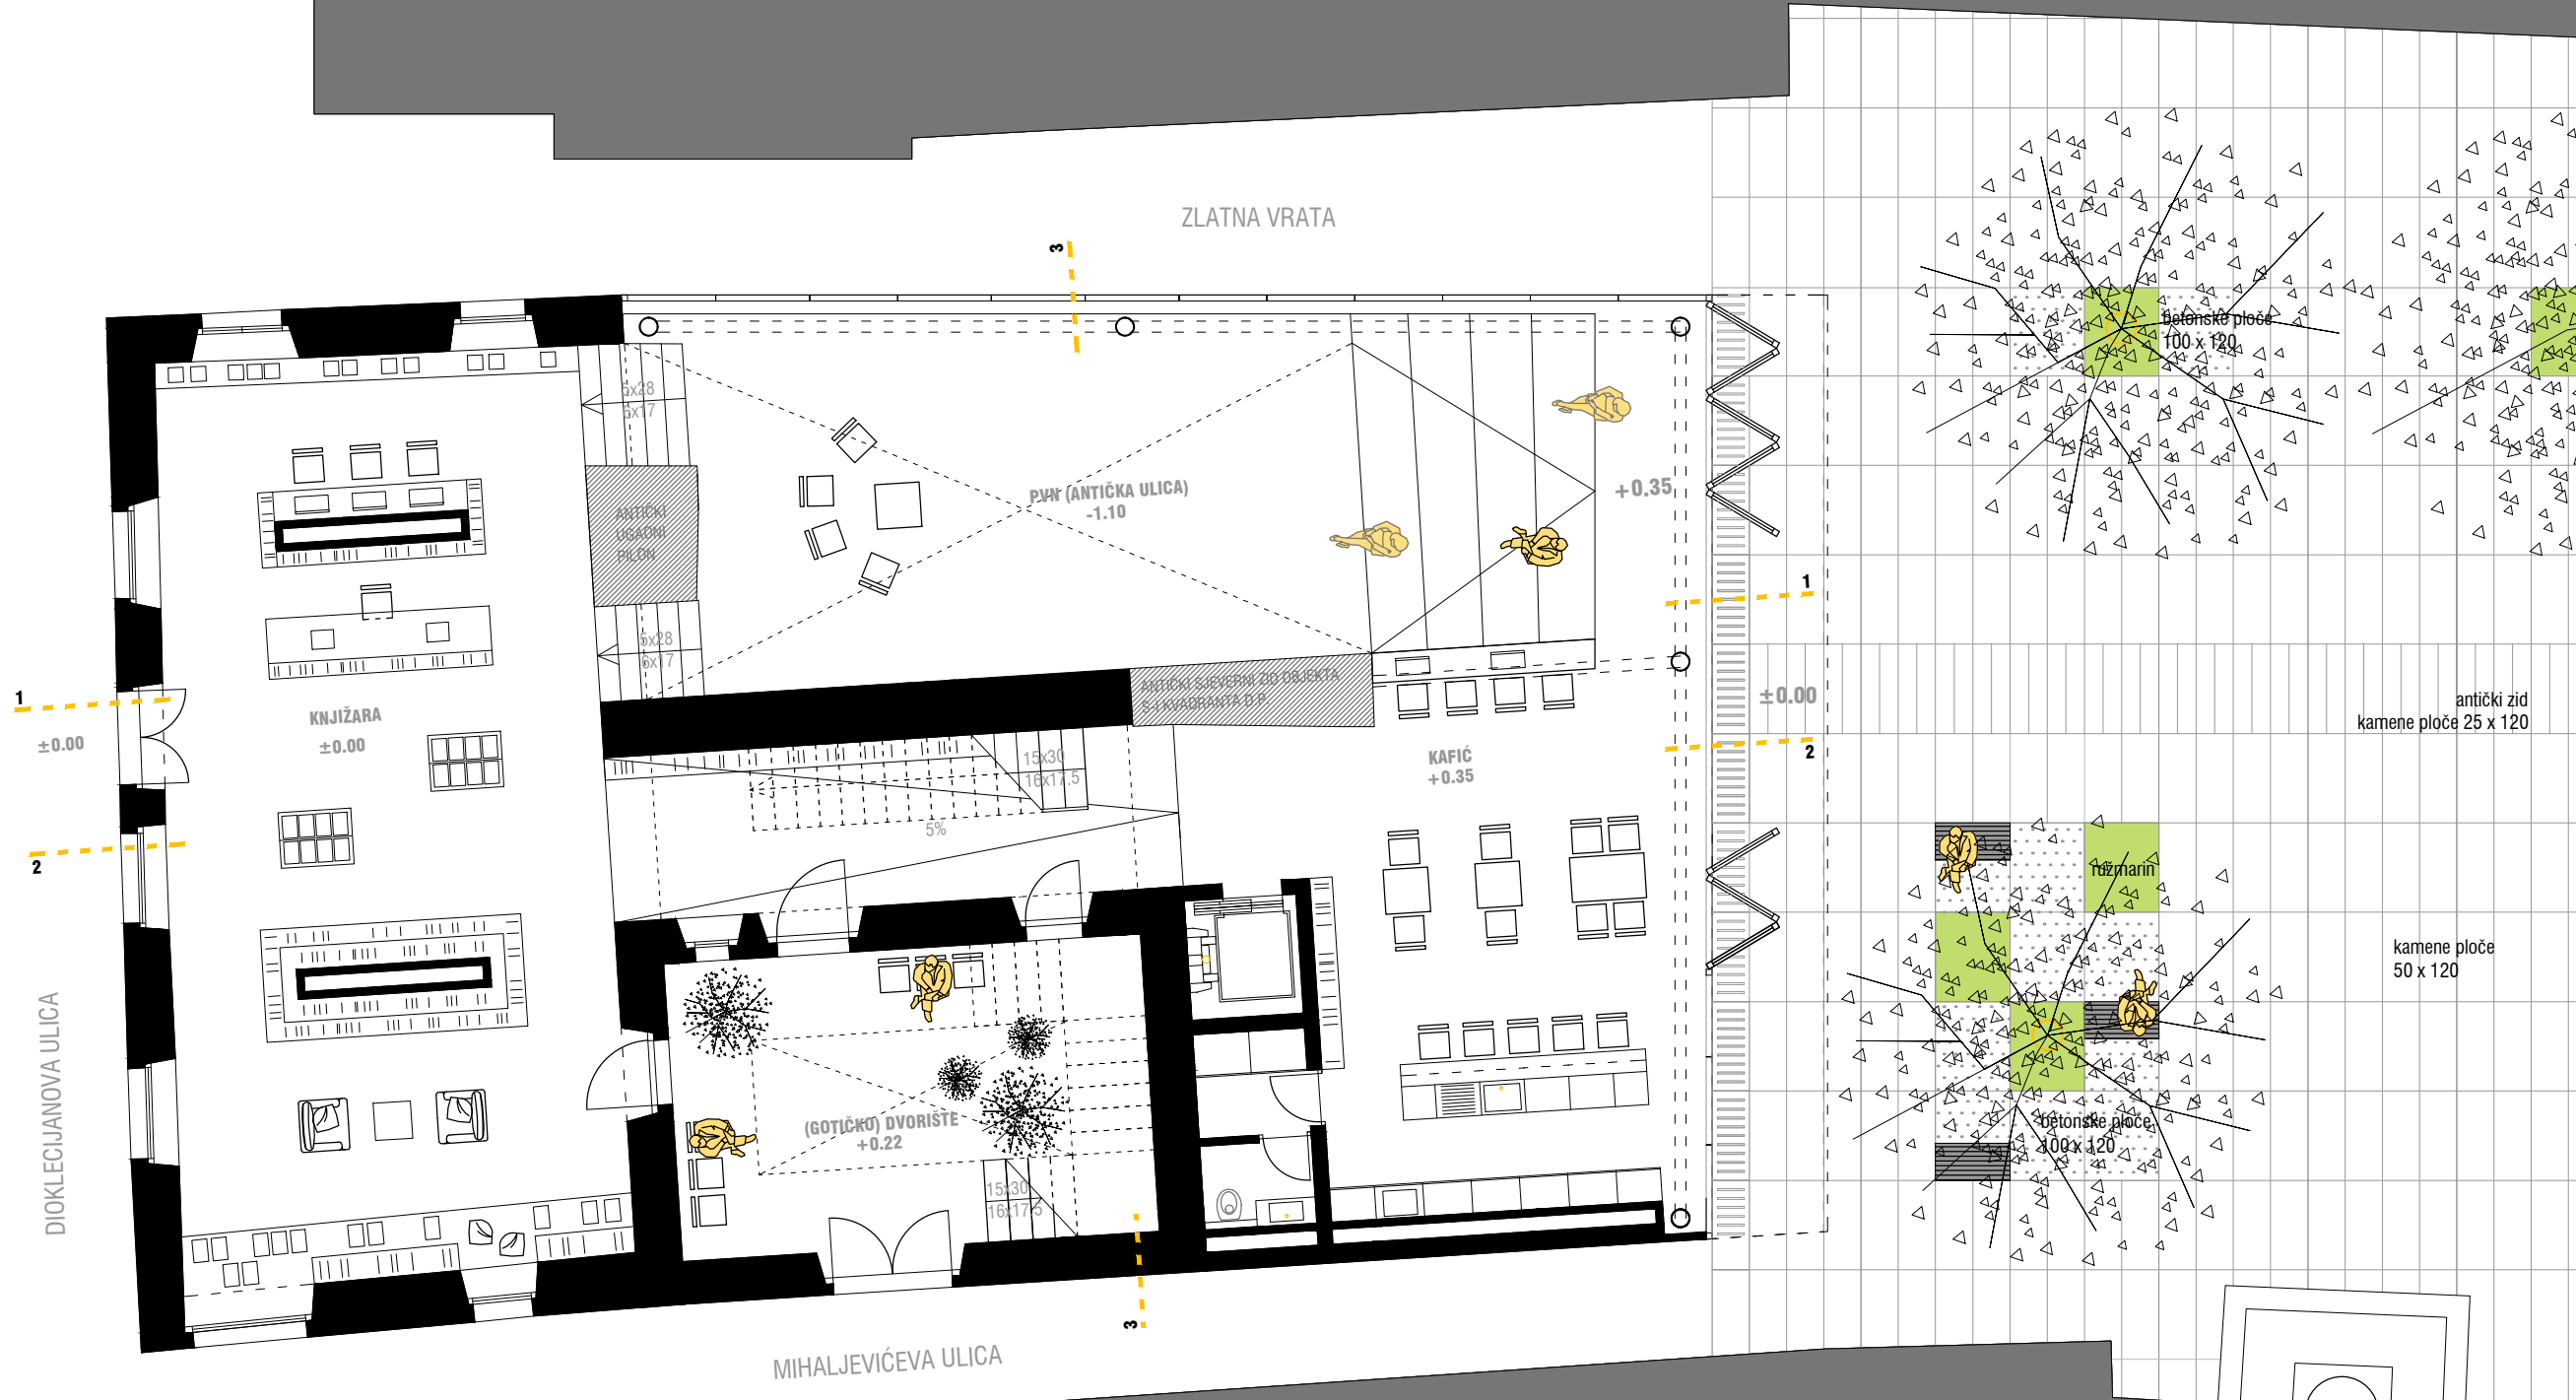 ZLATNA VRATA
3
betonske ploče
100 x 120
5x28
6x17
PVN (ANTIČKA ULICA)
-1.10
+0.35
ANTIČKI
UGAONI
PILON
1
5x28
6x17
ANTIČKI SJEVERNI ZID OBJEKTA
S-I KVADRANTA D.P.
±0.00
antički zid
kamene ploče 25 x 120
1
KNJIŽARA
±0.00
±0.00
2
15x30
16x17.5
KAFIĆ
+0.35
5%
2
ružmarin
kamene ploče
50 x 120
DIOKLECIJANOVA ULICA
(GOTIČKO) DVORIŠTE
+0.22
betonske ploče
100 x 120
15x30
16x17.5
3
MIHALJEVIĆEVA ULICA